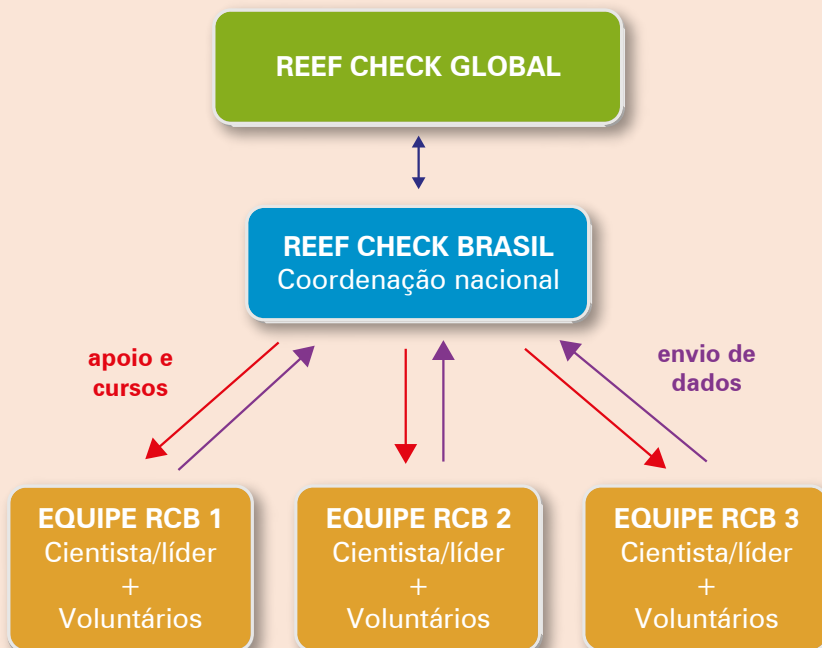 REEF CHECK GLOBAL
REEF CHECK BRASIL
Coordenação nacional
apoio e
cursos
envio de
dados
EQUIPE RCB 1
Cientista/líder
+
Voluntários
EQUIPE RCB 2
Cientista/líder
+
Voluntários
EQUIPE RCB 3
Cientista/líder
+
Voluntários